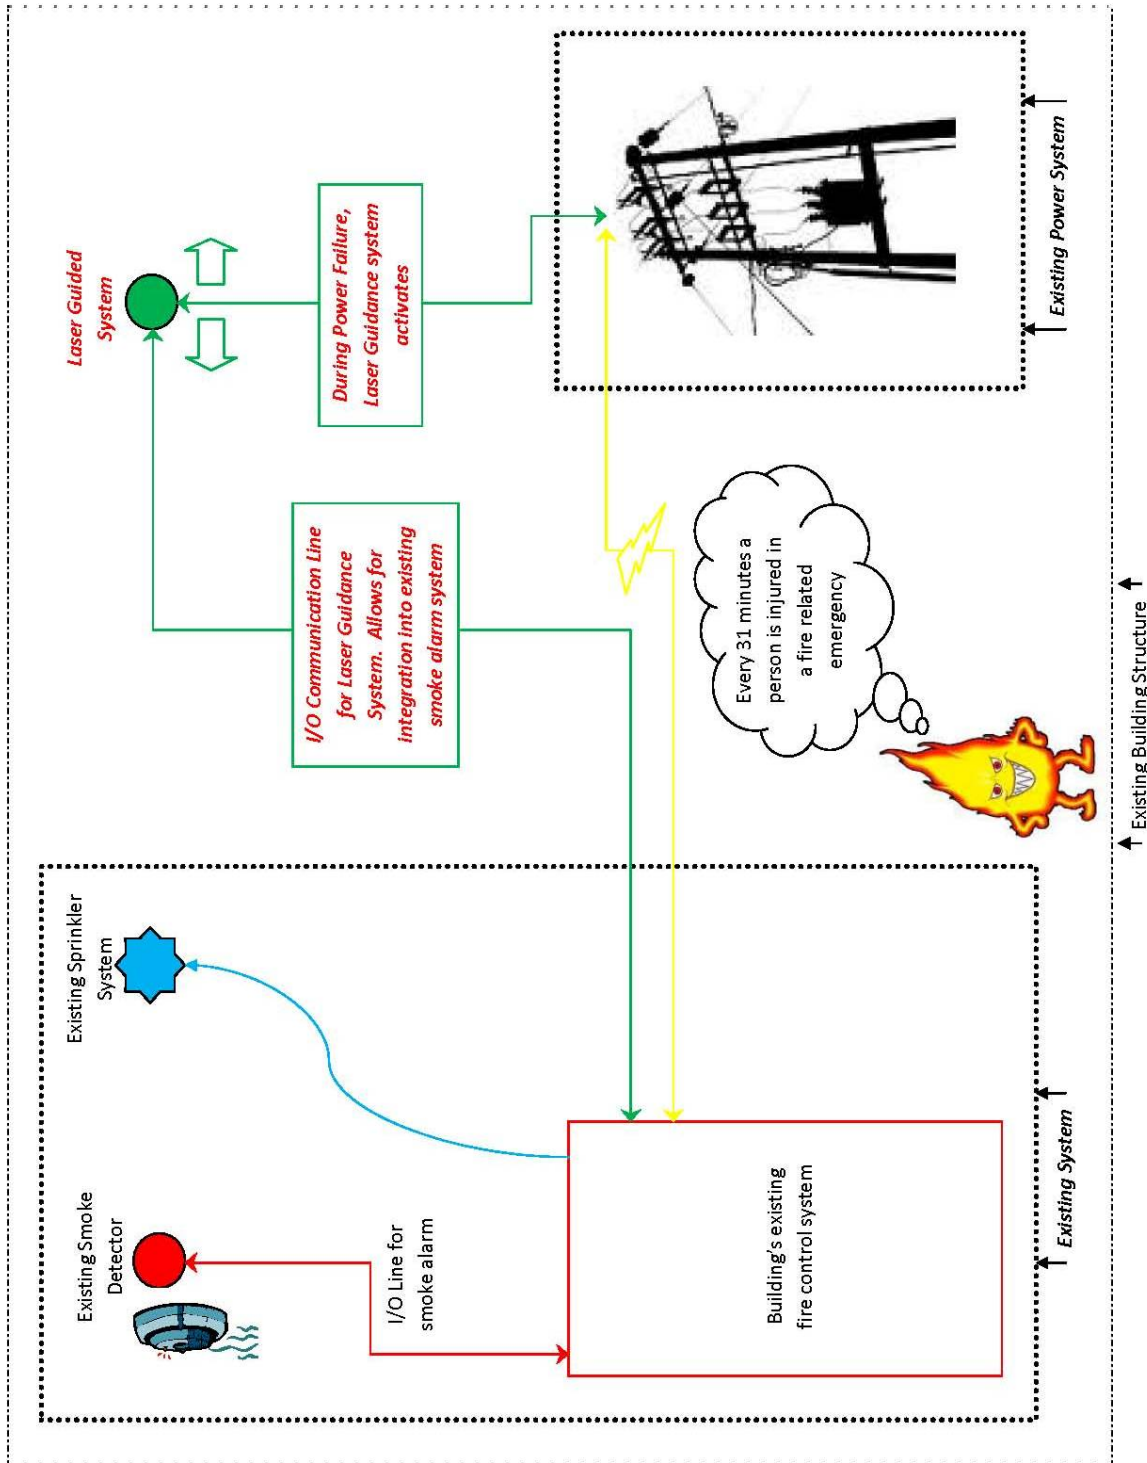 Existing Smoke
Detector
Existing Sprinkler
System
Laser Guided
System
I/O Line for
smoke alarm
I/O Communication Line
for Laser Guidance
System.  Allows for
integration into existing
smoke alarm system
During Power Failure,
Laser Guidance system
activates
Building's existing
fire control system
Every 31 minutes a
person is injured in
a fire related
emergency
Existing System
Existing Power System
Existing Building Structure